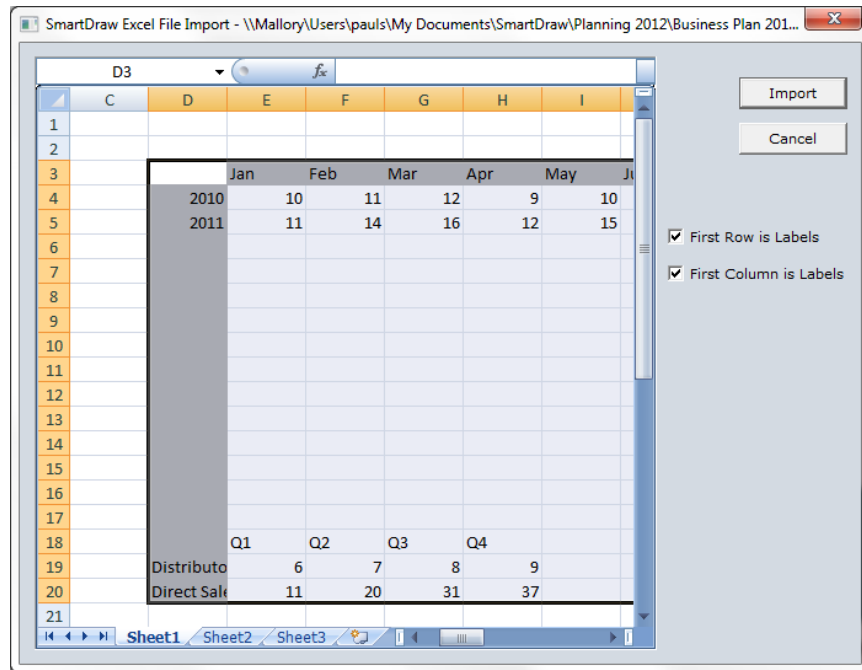 SmartDraw Excel File Import - \\Mallory\Users\pauls\My Documents\SmartDraw\Planning 2012\Business Plan 201...
D3 fx
Import
Cancel
C D E F G H I
1
2
3 Jan Feb Mar Apr May Ju
4 2010 10 11 12 9 10
5 2011 11 14 16 12 15
First Row is Labels
6
7
First Column is Labels
8
9
10
11
12
13
14
15
16
17
18 Q1 Q2 Q3 Q4
19 Distributo 6 7 8 9
20 Direct Sale 11 20 31 37
21
Sheet1 Sheet2 Sheet3